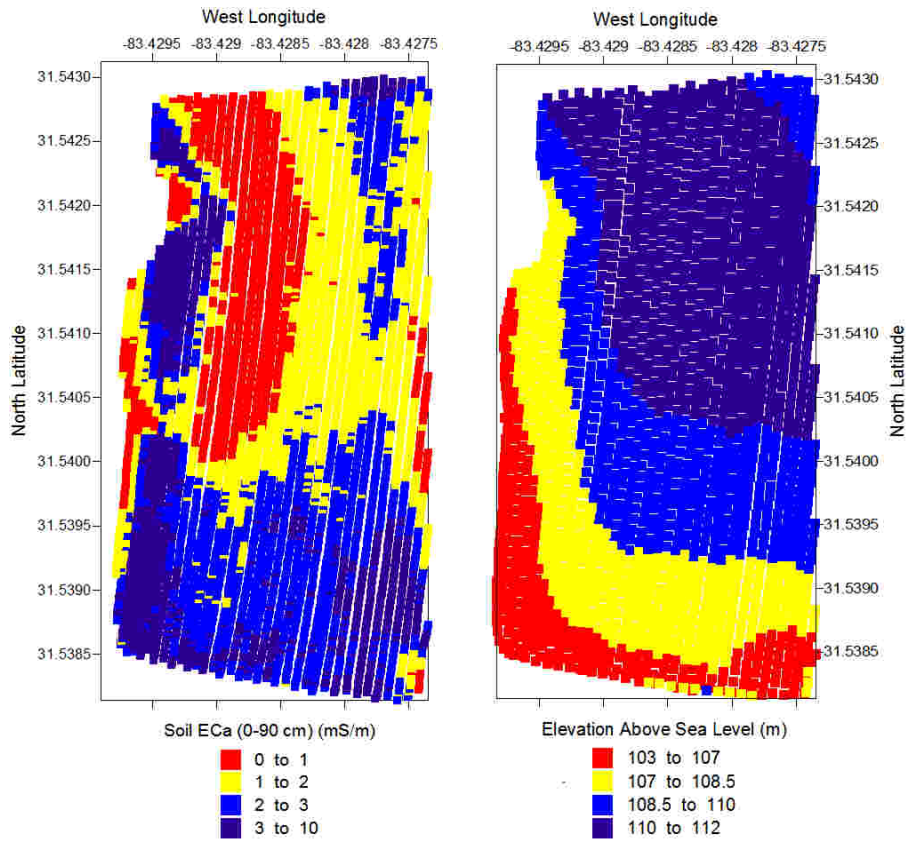 West Longitude
-83.4295 -83.429 -83.4285 -83.428 -83.4275
31.5430
31.5425
31.5420
31.5415
31.5410
31.5405
31.5400
31.5395
31.5390
31.5385
North Latitude
Soil ECa (0-90 cm) (mS/m)
0 to 1
1 to 2
2 to 3
3 to 10
West Longitude
-83.4295 -83.429 -83.4285 -83.428 -83.4275
31.5430
31.5425
31.5420
31.5415
31.5410
31.5405
31.5400
31.5395
31.5390
31.5385
North Latitude
Elevation Above Sea Level (m)
103 to 107
107 to 108.5
108.5 to 110
110 to 112